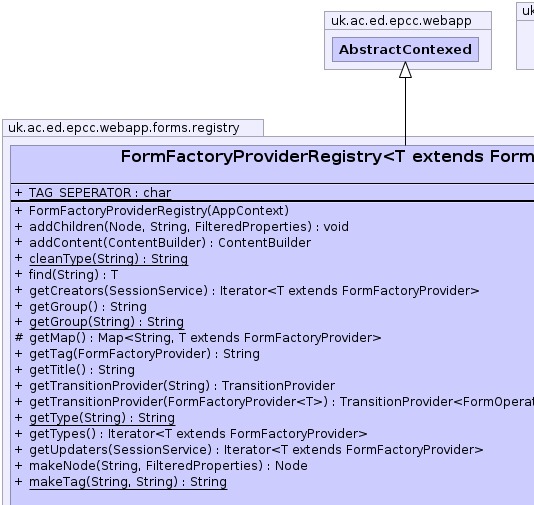 uk.ac.ed.epcc.webapp
uk
AbstractContexed
uk.ac.ed.epcc.webapp.forms.registry
FormFactoryProviderRegistry<T extends Form
+ TAG_SEPERATOR : char
+ FormFactoryProviderRegistry(AppContext)
+ addChildren(Node, String, FilteredProperties) : void
+ addContent(ContentBuilder) : ContentBuilder
+ cleanType(String) : String
+ find(String) : T
+ getCreators(SessionService) : Iterator<T extends FormFactoryProvider>
+ getGroup() : String
+ getGroup(String) : String
# getMap() : Map<String, T extends FormFactoryProvider>
+ getTag(FormFactoryProvider) : String
+ getTitle() : String
+ getTransitionProvider(String) : TransitionProvider
+ getTransitionProvider(FormFactoryProvider<T>) : TransitionProvider<FormOperat
+ getType(String) : String
+ getTypes() : Iterator<T extends FormFactoryProvider>
+ getUpdaters(SessionService) : Iterator<T extends FormFactoryProvider>
+ makeNode(String, FilteredProperties) : Node
+ makeTag(String, String) : String